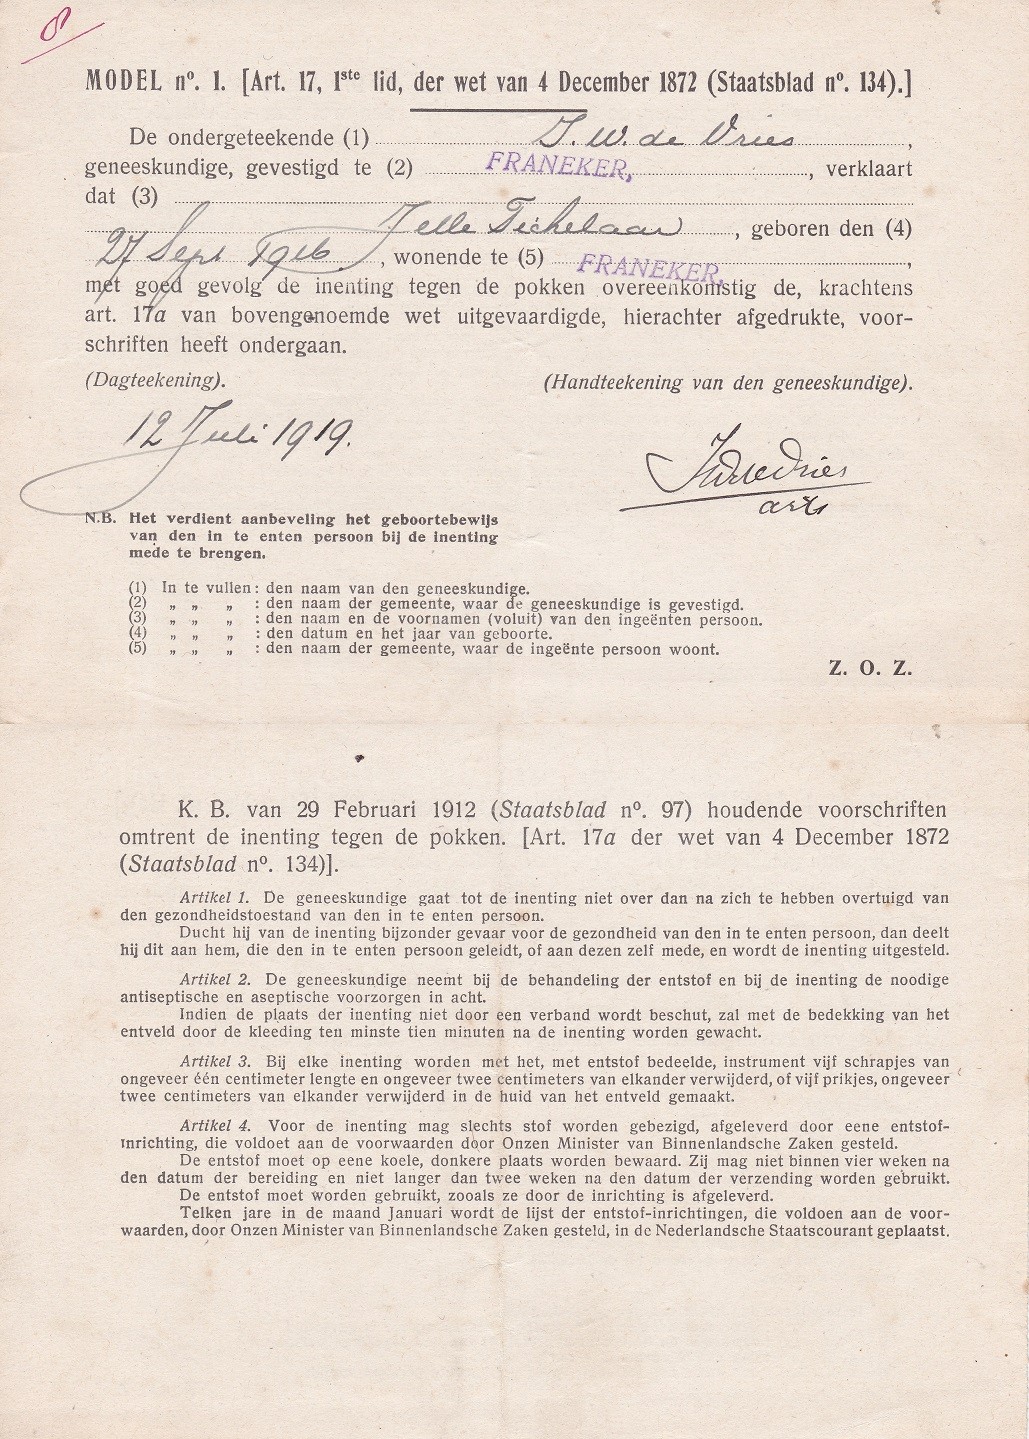 8
MODEL nº. 1. [Art. 17, 1ste lid, der wet van 4 December 1872 (Staatsblad nº. 134).]
De ondergeteekende (1) J. W. de Vries,
geneeskundige, gevestigd te (2) FRANEKER, , verklaart
dat (3)
Jelle Tichelaar, geboren den (4)
27 Sept 1916, wonende te (5) FRANEKER, ,
met goed gevolg de inenting tegen de pokken overeenkomstig de, krachtens
art. 17a van bovengenoemde wet uitgevaardigde, hierachter afgedrukte, voor-
schriften heeft ondergaan.
(Dagteekening). (Handteekening van den geneeskundige).
12 Juli 1919.
JWdeVries
arts
N.B. Het verdient aanbeveling het geboortebewijs
van den in te enten persoon bij de inenting
mede te brengen.
(1) In te vullen : den naam van den geneeskundige.
(2) „ „ „ : den naam der gemeente, waar de geneeskundige is gevestigd.
(3) „ „ „ : den naam en de voornamen (voluit) van den ingeënten persoon.
(4) „ „ „ : den datum en het jaar van geboorte.
(5) „ „ „ : den naam der gemeente, waar de ingeënte persoon woont.
Z. O. Z.
K. B. van 29 Februari 1912 (Staatsblad nº. 97) houdende voorschriften
omtrent de inenting tegen de pokken. [Art. 17a der wet van 4 December 1872
(Staatsblad nº. 134)].
Artikel 1. De geneeskundige gaat tot de inenting niet over dan na zich te hebben overtuigd van
den gezondheidstoestand van den in te enten persoon.
Ducht hij van de inenting bijzonder gevaar voor de gezondheid van den in te enten persoon, dan deelt
hij dit aan hem, die den in te enten persoon geleidt, of aan dezen zelf mede, en wordt de inenting uitgesteld.
Artikel 2. De geneeskundige neemt bij de behandeling der entstof en bij de inenting de noodige
antiseptische en aseptische voorzorgen in acht.
Indien de plaats der inenting niet door een verband wordt beschut, zal met de bedekking van het
entveld door de kleeding ten minste tien minuten na de inenting worden gewacht.
Artikel 3. Bij elke inenting worden met het, met entstof bedeelde, instrument vijf schrapjes van
ongeveer één centimeter lengte en ongeveer twee centimeters van elkander verwijderd, of vijf prikjes, ongeveer
twee centimeters van elkander verwijderd in de huid van het entveld gemaakt.
Artikel 4. Voor de inenting mag slechts stof worden gebezigd, afgeleverd door eene entstof-
inrichting, die voldoet aan de voorwaarden door Onzen Minister van Binnenlandsche Zaken gesteld.
De entstof moet op eene koele, donkere plaats worden bewaard. Zij mag niet binnen vier weken na
den datum der bereiding en niet langer dan twee weken na den datum der verzending worden gebruikt.
De entstof moet worden gebruikt, zooals ze door de inrichting is afgeleverd.
Telken jare in de maand Januari wordt de lijst der entstof-inrichtingen, die voldoen aan de voor-
waarden, door Onzen Minister van Binnenlandsche Zaken gesteld, in de Nederlandsche Staatscourant geplaatst.